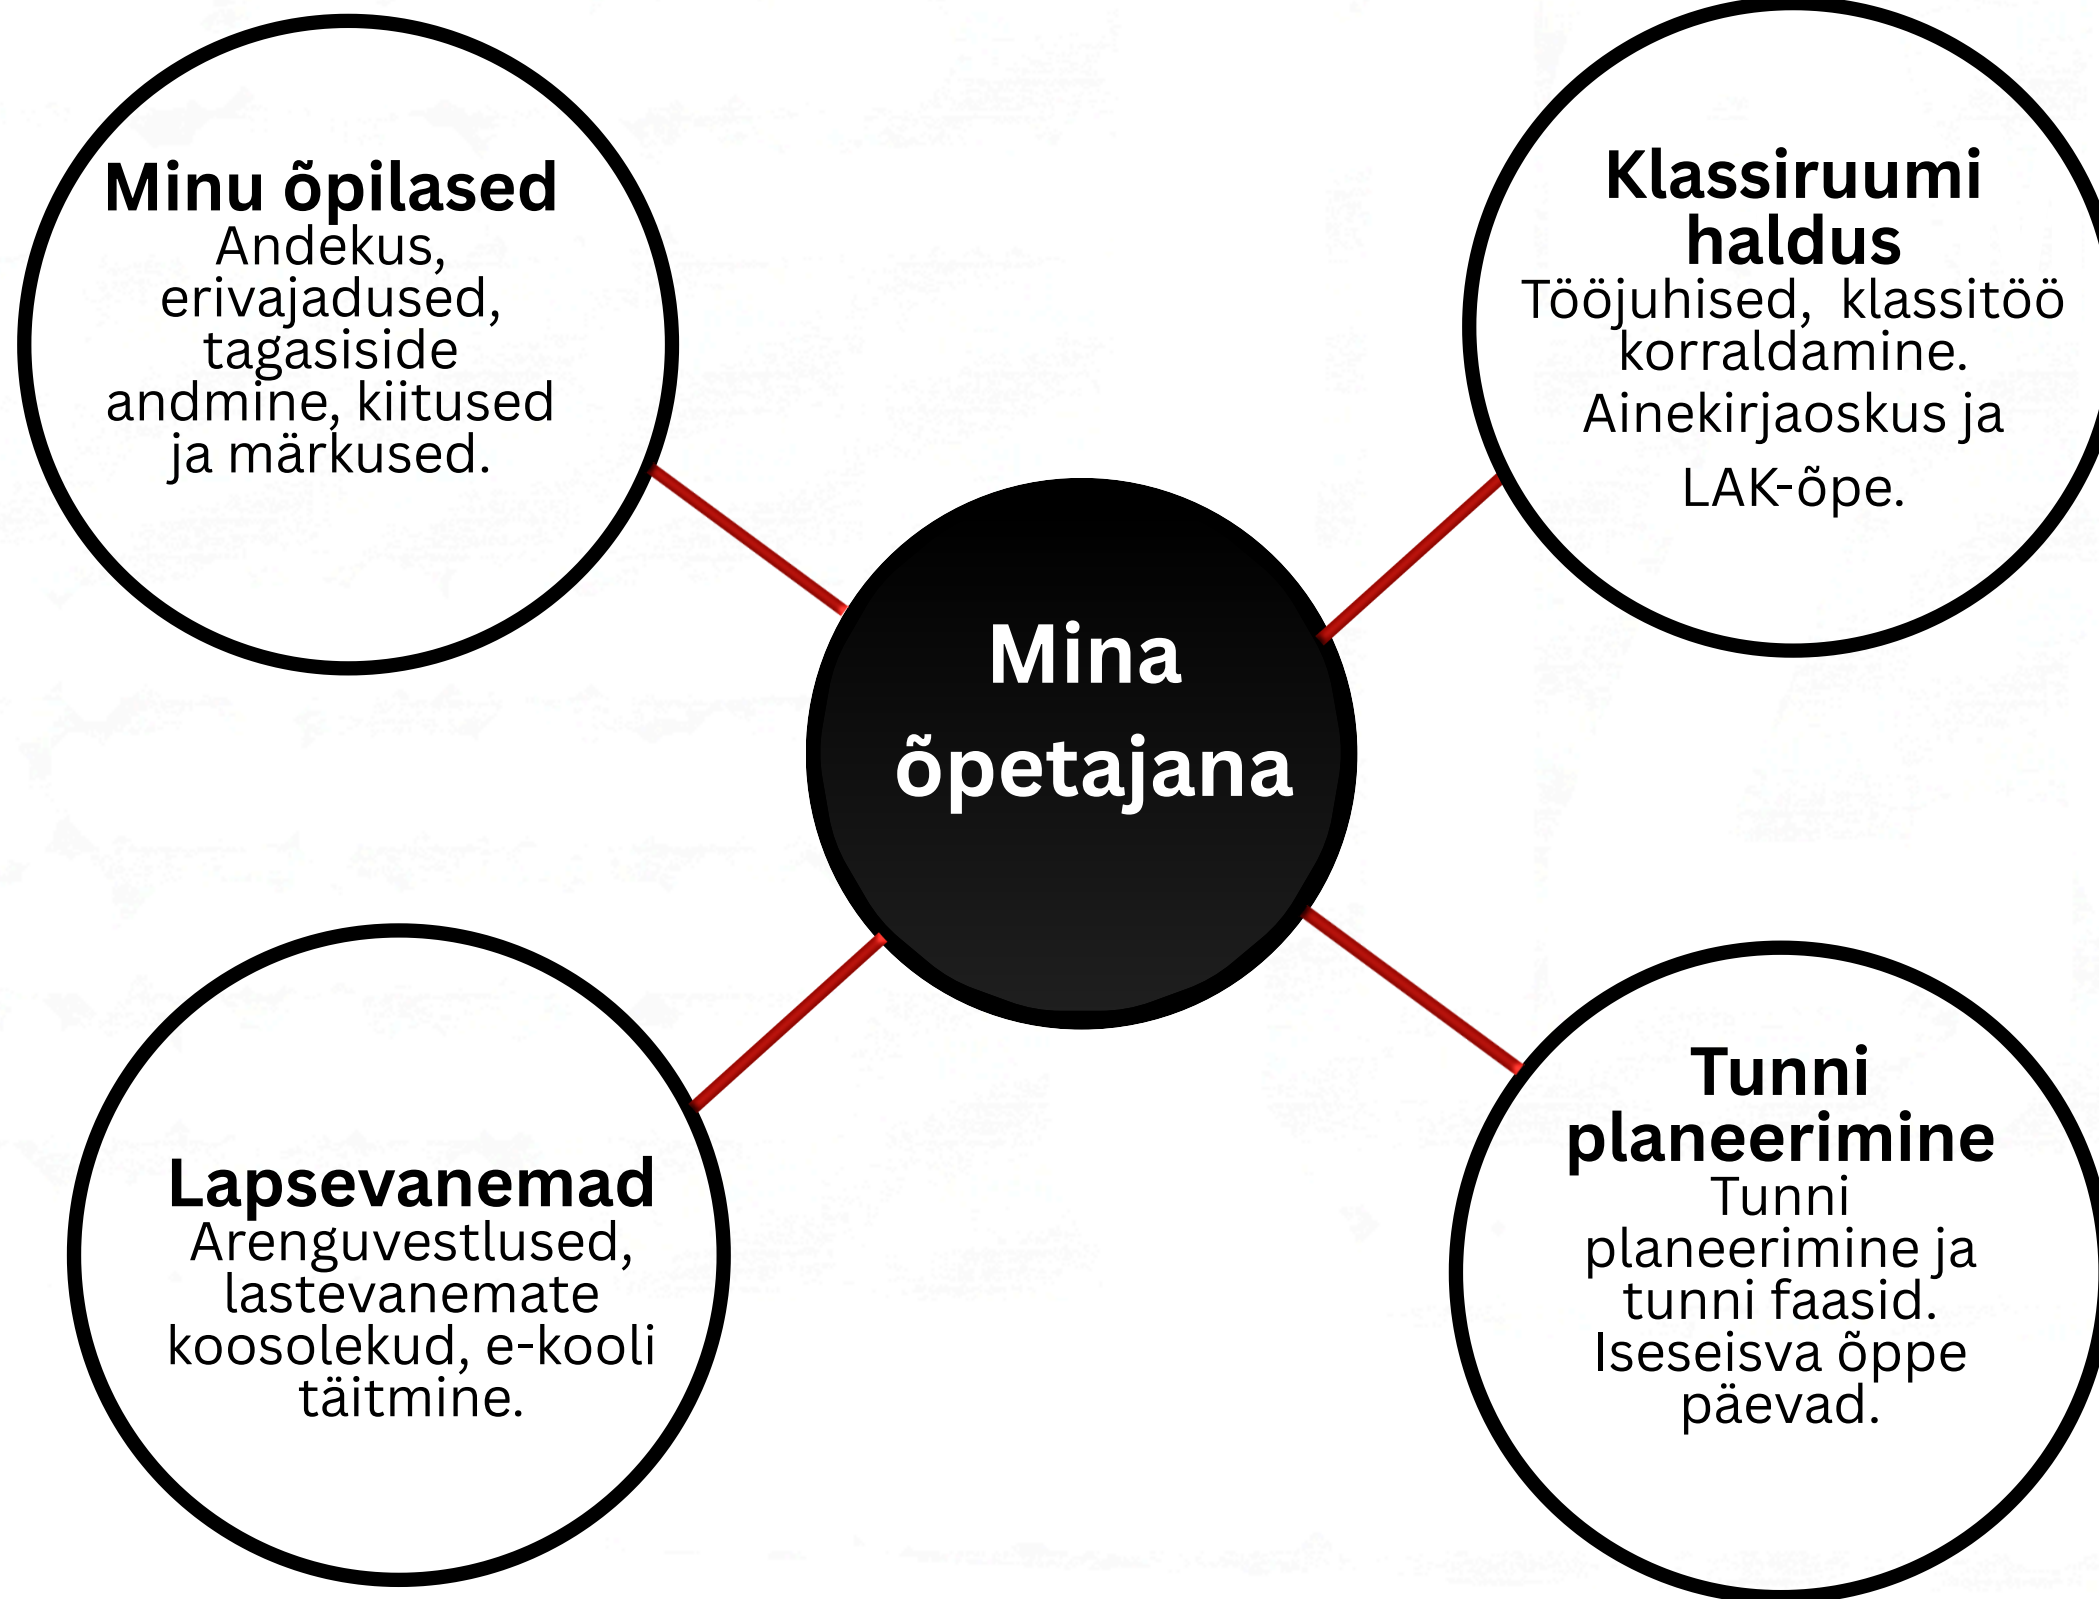 Minu õpilased
Andekus,
erivajadused,
tagasiside
andmine, kiitused
ja märkused.
Klassiruumi
haldus
Tööjuhised,  klassitöö
korraldamine.
Ainekirjaoskus ja
LAK-õpe.
Mina
õpetajana
Lapsevanemad
Arenguvestlused,
lastevanemate
koosolekud, e-kooli
täitmine.
Tunni
planeerimine
Tunni
planeerimine ja
tunni faasid.
Iseseisva õppe
päevad.